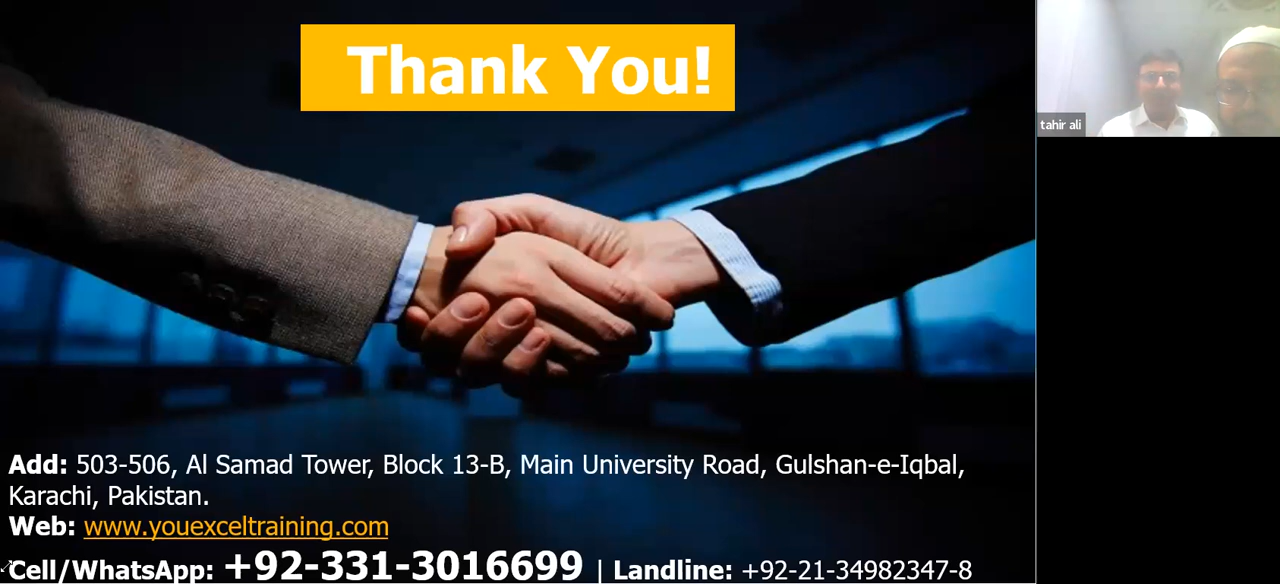 Thank You!
tahir ali
Add: 503-506, Al Samad Tower, Block 13-B, Main University Road, Gulshan-e-Iqbal,
Karachi, Pakistan.
Web: www.youexceltraining.com
Cell/WhatsApp: +92-331-3016699 | Landline: +92-21-34982347-8